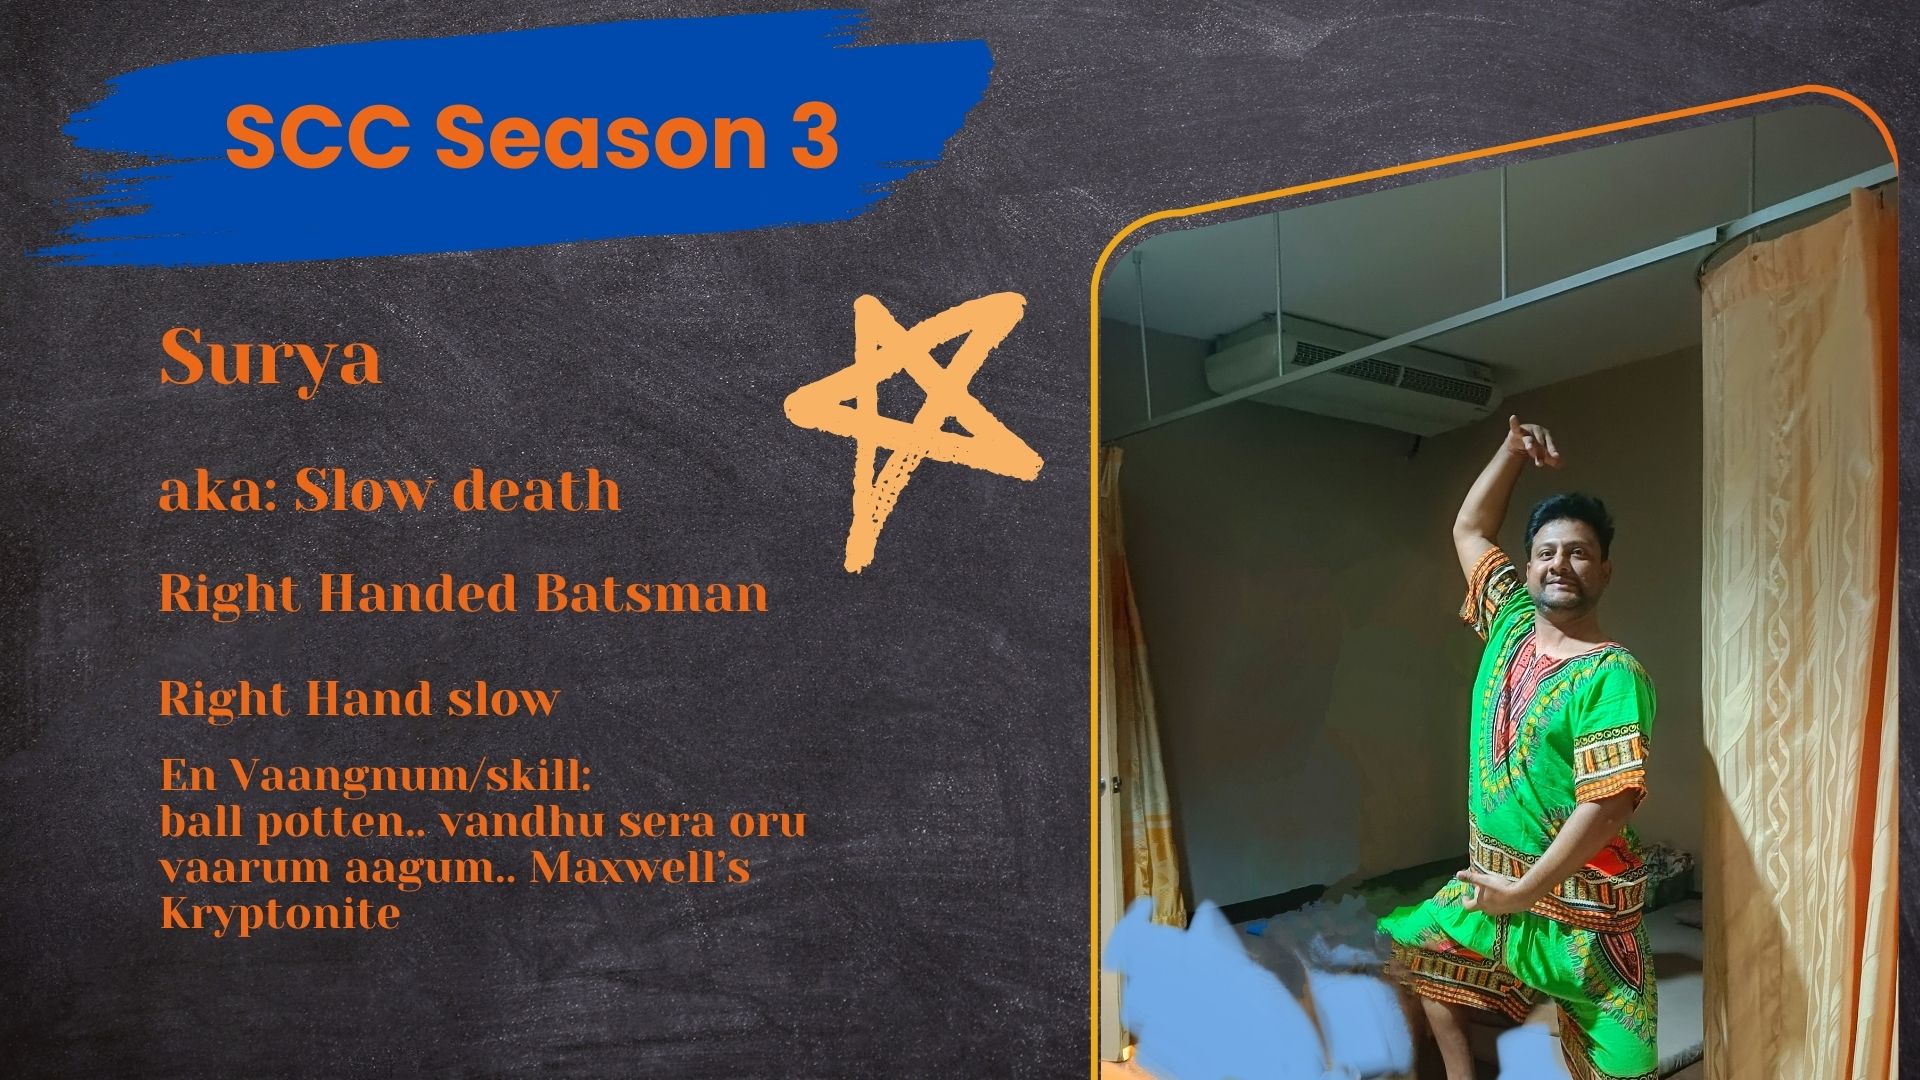 SCC Season 3
Surya
aka: Slow death
Right Handed Batsman
Right Hand slow
En Vaangnum/skill:
ball potten.. vandhu sera oru
vaarum aagum.. Maxwell's
Kryptonite